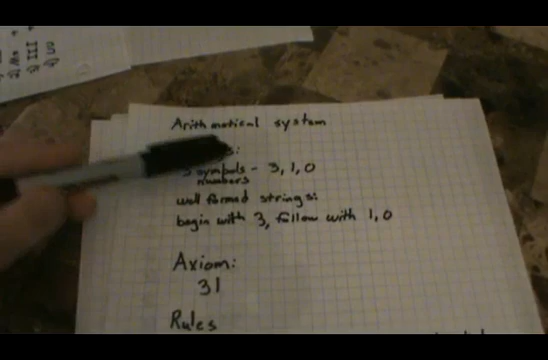 Arithmetical system
symbols - 3, 1, 0
numbers
well formed strings:
begin with 3, follow with 1,0
Axiom:
31
Rules